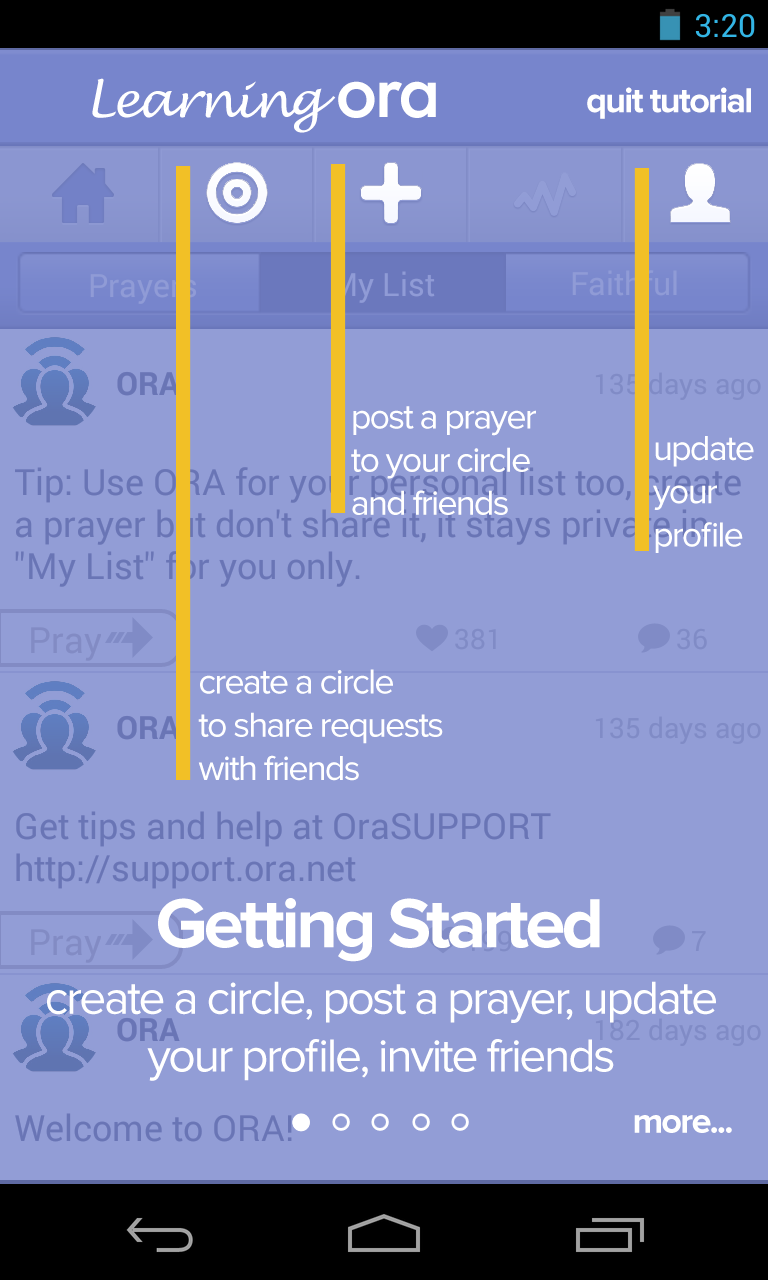 3:20
Learning ora
quit tutorial
Prayers
My List
Faithful
ORA
135 days ago
post a prayer
to your circle
and friends
update
your
profile
Tip: Use ORA for your personal list too, create
a prayer but don't share it, it stays private in
"My List" for you only.
Pray
381
36
create a circle
to share requests
with friends
ORA
135 days ago
Get tips and help at OraSUPPORT
http://support.ora.net
Pray
7
Getting Started
create a circle, post a prayer, update
your profile, invite friends
ORA
182 days ago
Welcome to ORA!
more...